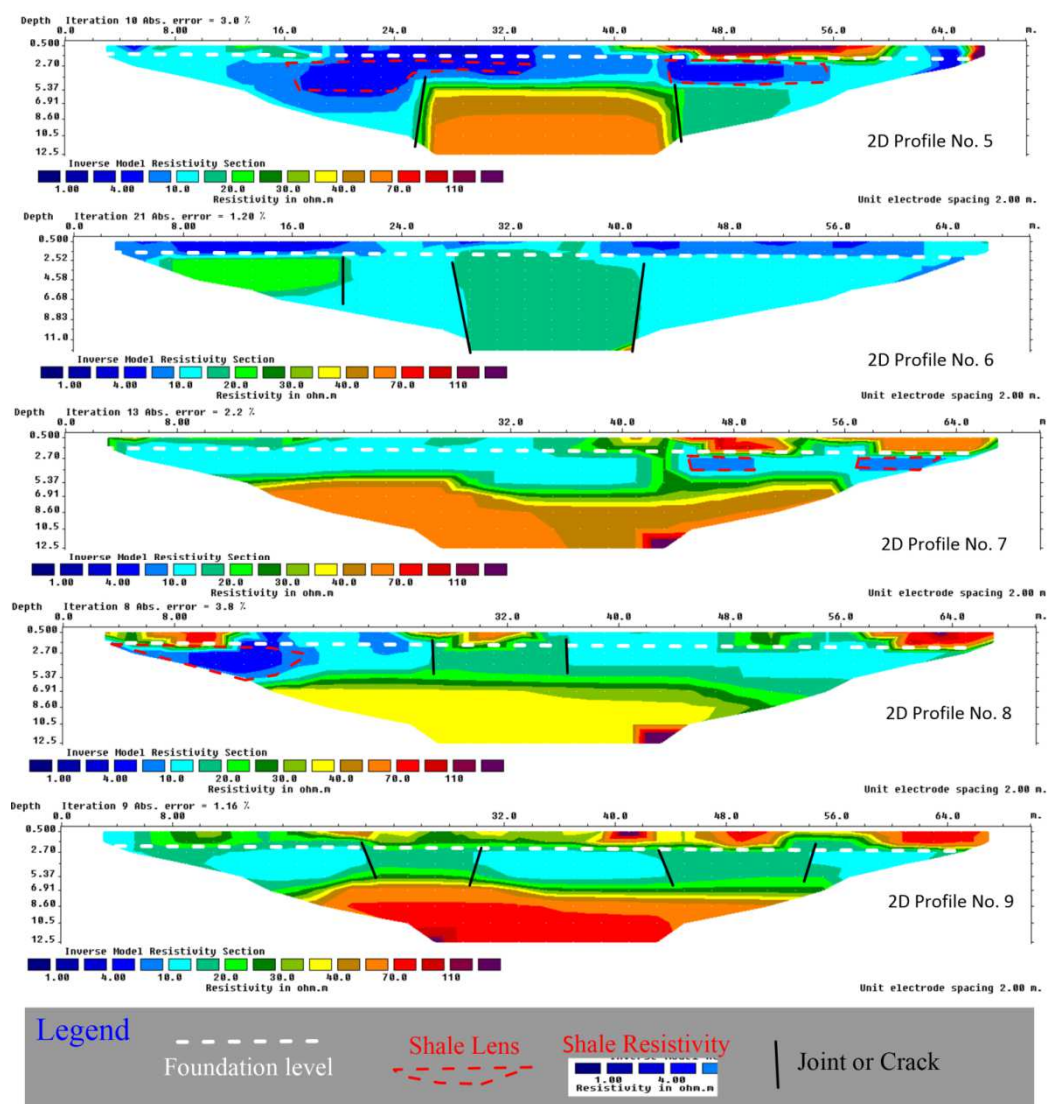 Depth Iteration 10 Abs. error = 3.0 %
0.0 8.00 16.0 24.0 32.0 40.0 48.0 56.0 64.0 m.
0.500
2.70
5.37
6.91
8.60
10.5
12.5
2D Profile No. 5
Inverse Model Resistivity Section
1.00 4.00 10.0 20.0 30.0 40.0 70.0 110
Resistivity in ohm.m
Unit electrode spacing 2.00 m.
Depth Iteration 21 Abs. error = 1.20 %
0.0 8.00 16.0 24.0 32.0 40.0 48.0 56.0 64.0 m.
0.500
2.52
4.58
6.68
8.83
11.0
2D Profile No. 6
Inverse Model Resistivity Section
1.00 4.00 10.0 20.0 30.0 40.0 70.0 110
Resistivity in ohm.m
Unit electrode spacing 2.00 m.
Depth Iteration 13 Abs. error = 2.2 %
0.0 8.00 16.0 24.0 32.0 40.0 48.0 56.0 64.0 m
0.500
2.70
5.37
6.91
8.60
10.5
12.5
2D Profile No. 7
Inverse Model Resistivity Section
1.00 4.00 10.0 20.0 30.0 40.0 70.0 110
Resistivity in ohm.m
Unit electrode spacing 2.00 m
Depth Iteration 8 Abs. error = 3.8 %
0.0 8.00 16.0 24.0 32.0 40.0 48.0 56.0 64.0 m.
0.500
2.70
5.37
6.91
8.60
10.5
12.5
2D Profile No. 8
Inverse Model Resistivity Section
1.00 4.00 10.0 20.0 30.0 40.0 70.0 110
Resistivity in ohm.m
Unit electrode spacing 2.00 m.
Depth Iteration 9 Abs. error = 1.16 %
0.0 8.00 16.0 24.0 32.0 40.0 48.0 56.0 64.0 m.
0.500
2.70
5.37
6.91
8.60
10.5
12.5
2D Profile No. 9
Inverse Model Resistivity Section
1.00 4.00 10.0 20.0 30.0 40.0 70.0 110
Resistivity in ohm.m
Unit electrode spacing 2.00 m.
Legend
Foundation level
Shale Lens
Shale Resistivity
1.00 4.00
Resistivity in ohm.m
Joint or Crack